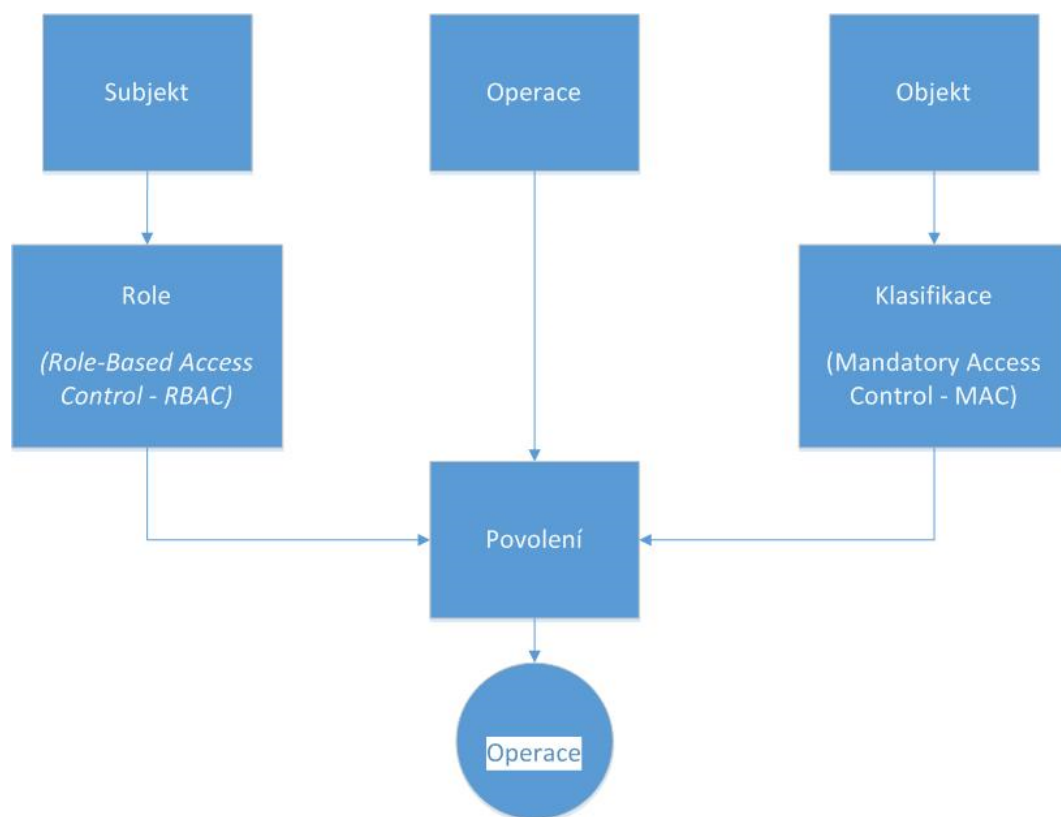 Subjekt
Operace
Objekt
Role
(Role-Based Access
Control - RBAC)
Klasifikace
(Mandatory Access
Control - MAC)
Povolení
Operace